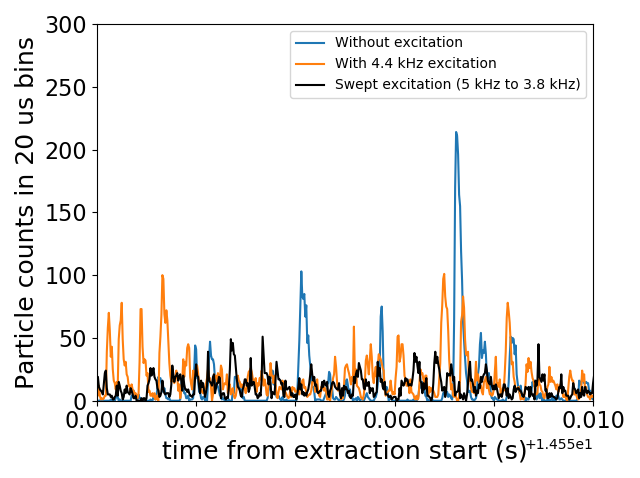 Without excitation
With 4.4 kHz excitation
Swept excitation (5 kHz to 3.8 kHz)
300
250
200
150
100
50
0
Particle counts in 20 us bins
0.000 0.002 0.004 0.006 0.008 0.010
time from extraction start (s)
+1.455e1